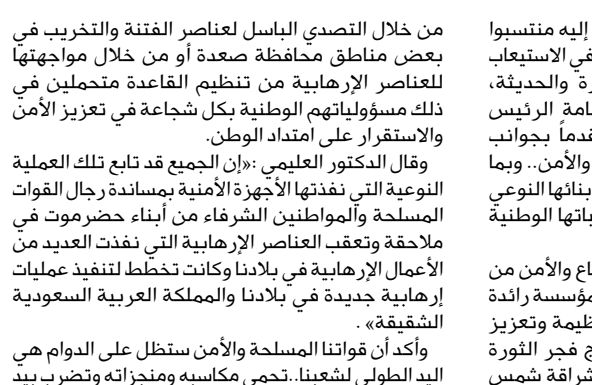 إليه منتسبوا
في الاستيعاب
رة والحديثة،
امة الرئيس
قدماً بجوانب
والأمن.. وبما
بنائها النوعي
باتها الوطنية
اع والأمن من
مؤسسة رائدة
ظيمة وتعزيز
ج فجر الثورة
شراقة شمس
من خلال التصدي الباسل لعناصر الفتنة والتخريب في
بعض مناطق محافظة صعدة أو من خلال مواجهتها
للعناصر الإرهابية من تنظيم القاعدة متحملين في
ذلك مسؤولياتهم الوطنية بكل شجاعة في تعزيز الأمن
والاستقرار على امتداد الوطن.
وقال الدكتور العليمي :«إن الجميع قد تابع تلك العملية
النوعية التي نفذتها الأجهزة الأمنية بمساندة رجال القوات
المسلحة والمواطنين الشرفاء من أبناء حضرموت في
ملاحقة وتعقب العناصر الإرهابية التي نفذت العديد من
الأعمال الإرهابية في بلادنا وكانت تخطط لتنفيذ عمليات
إرهابية جديدة في بلادنا والمملكة العربية السعودية
الشقيقة» .
وأكد أن قواتنا المسلحة والأمن ستظل على الدوام هي
اليد الطولى لشعبنا..تحمي مكاسبه ومنجزاته وتضرب بيد